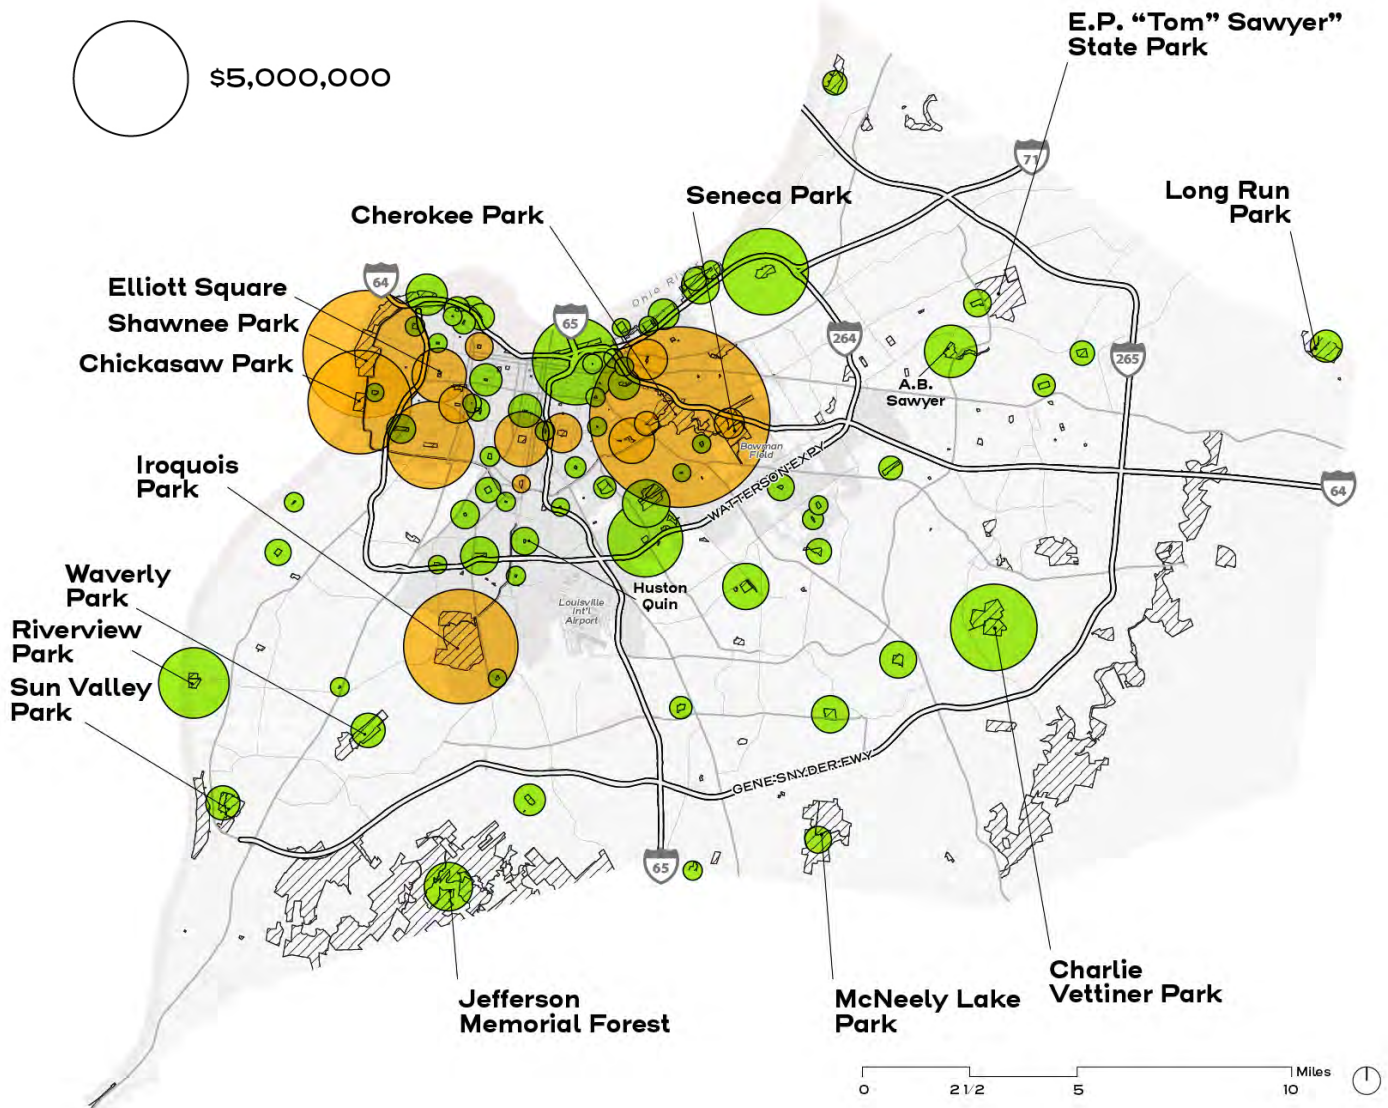 $5,000,000
E.P. “Tom” Sawyer”
State Park
71
Long Run
Park
Seneca Park
Cherokee Park
64
Elliott Square
Shawnee Park
Chickasaw Park
Ohio River
65
264
265
A.B.
Sawyer
Iroquois
Park
Bowman
Field
WATTERSON EXPY
64
Waverly
Park
Riverview
Park
Sun Valley
Park
Louisville
Int'l
Airport
Huston
Quin
GENE SNYDER FWY
65
Jefferson
Memorial Forest
McNeely Lake
Park
Charlie
Vettiner Park
Miles
0 2 1/2 5 10